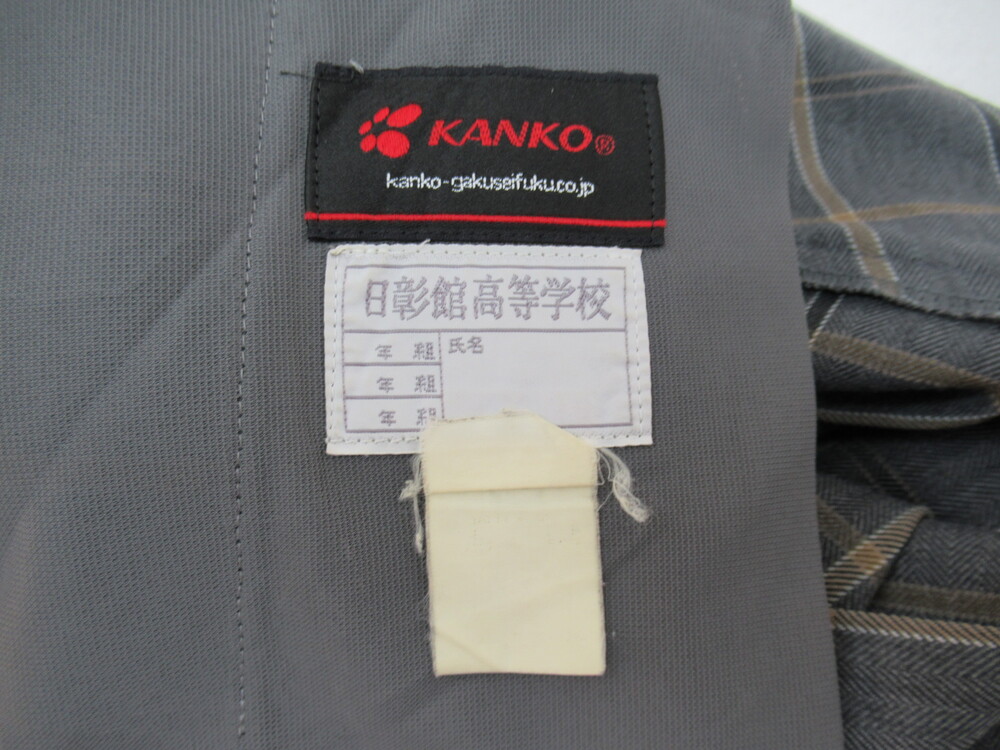 KANKO®
kanko-gakuseifuku.co.jp
日彰館高等学校
年 組 氏名
年 組
年 組